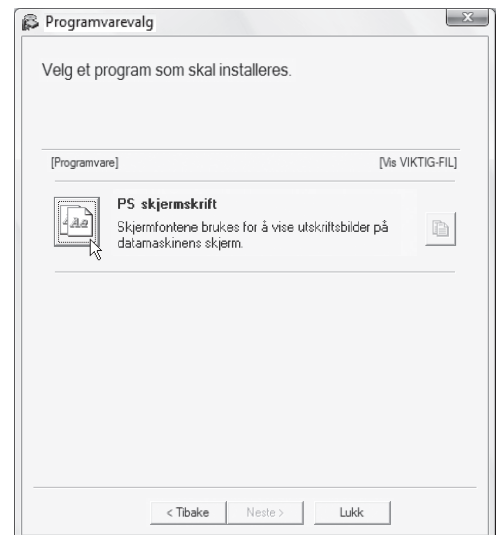 Programvarevalg
Velg et program som skal installeres.
[Programvare] [Vis VIKTIG-FIL]
PS skjermskrift
Skjermfontene brukes for å vise utskriftsbilder på
datamaskinens skjerm.
< Tibake Neste > Lukk